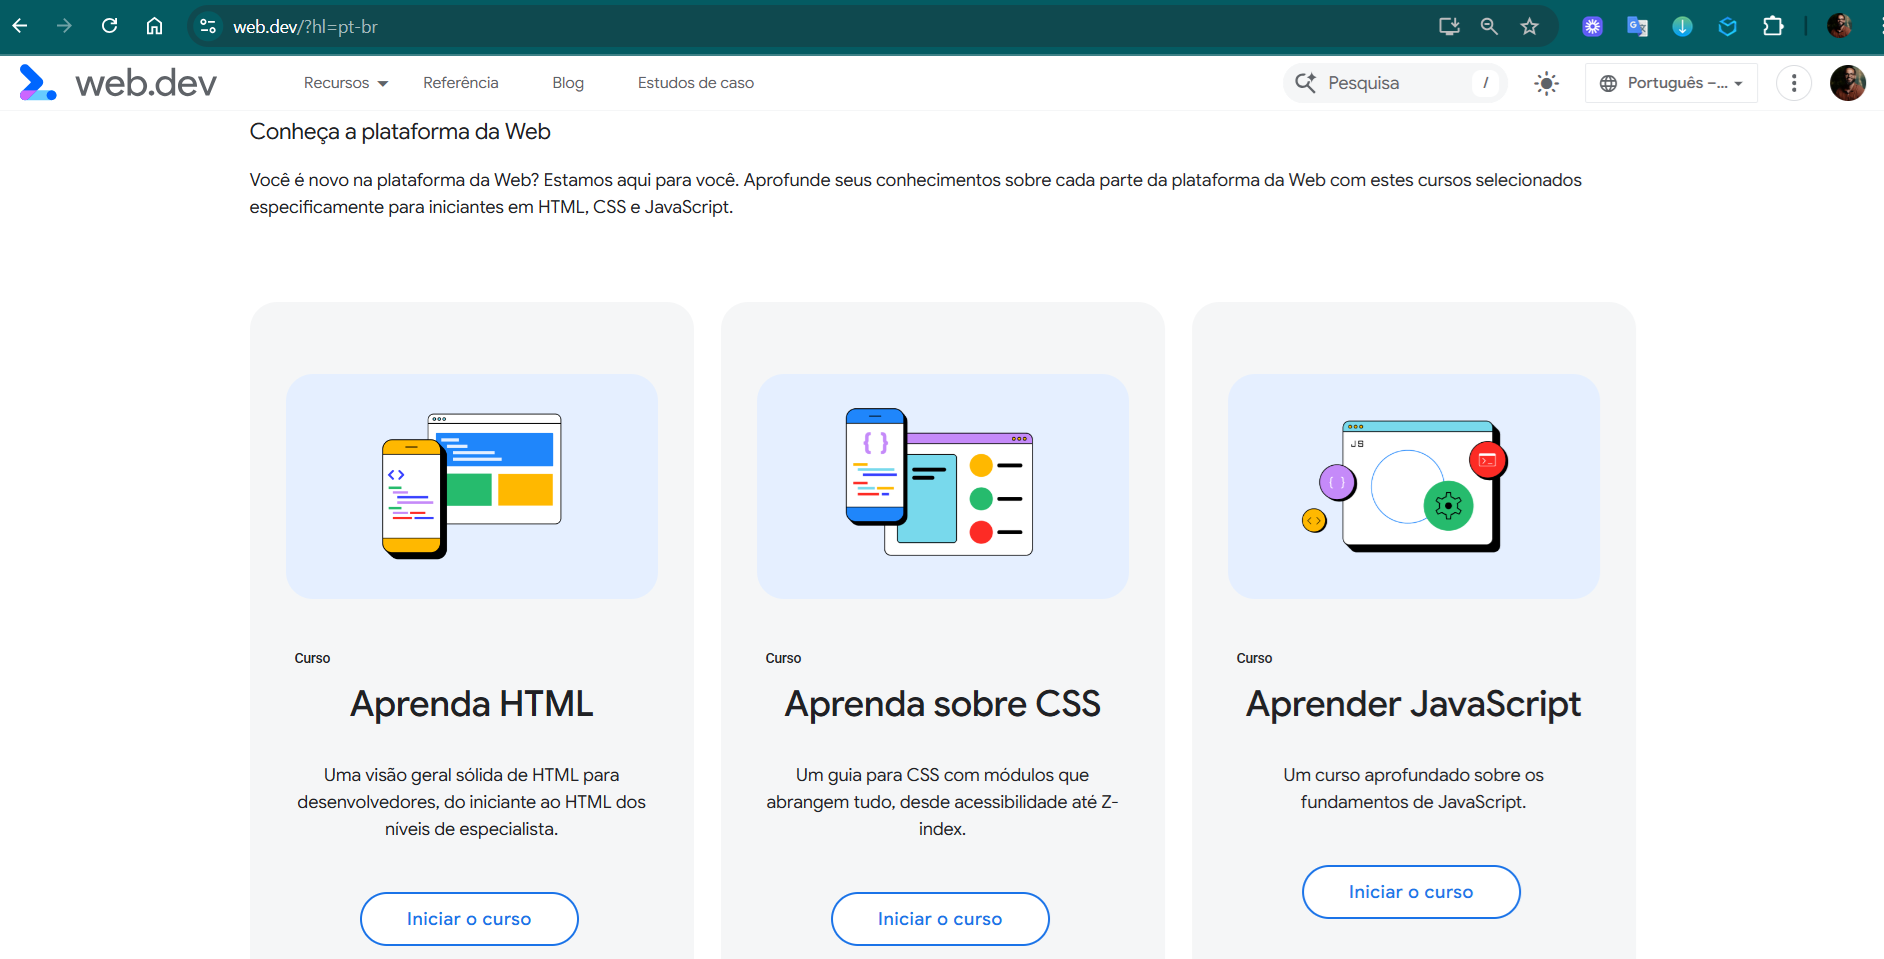 web.dev/?hl=pt-br
web.dev
Recursos
Referência
Blog
Estudos de caso
Pesquisa
/
Português –...
Conheça a plataforma da Web
Você é novo na plataforma da Web? Estamos aqui para você. Aprofunde seus conhecimentos sobre cada parte da plataforma da Web com estes cursos selecionados
especificamente para iniciantes em HTML, CSS e JavaScript.
JS
Curso
Aprenda HTML
Uma visão geral sólida de HTML para
desenvolvedores, do iniciante ao HTML dos
níveis de especialista.
Iniciar o curso
Curso
Aprenda sobre CSS
Um guia para CSS com módulos que
abrangem tudo, desde acessibilidade até Z-
index.
Iniciar o curso
Curso
Aprender JavaScript
Um curso aprofundado sobre os
fundamentos de JavaScript.
Iniciar o curso